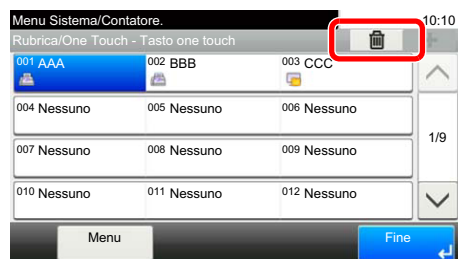 Menu Sistema/Contatore. 10:10
Rubrica/One Touch - Tasto one touch
001 AAA 002 BBB 003 CCC
004 Nessuno 005 Nessuno 006 Nessuno
1/9
007 Nessuno 008 Nessuno 009 Nessuno
010 Nessuno 011 Nessuno 012 Nessuno
Menu Fine